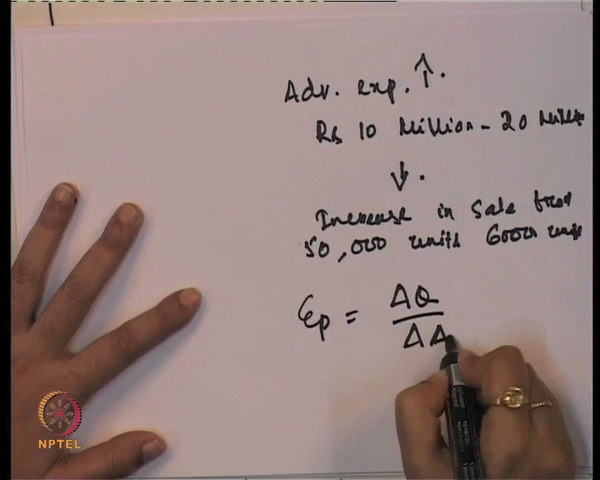 Adv. exp. ↑.
Rs 10 Million - 20 Million
↓.
Increase in Sale from
50,000 units 60000 units
Ep = ΔQ
ΔA
NPTEL